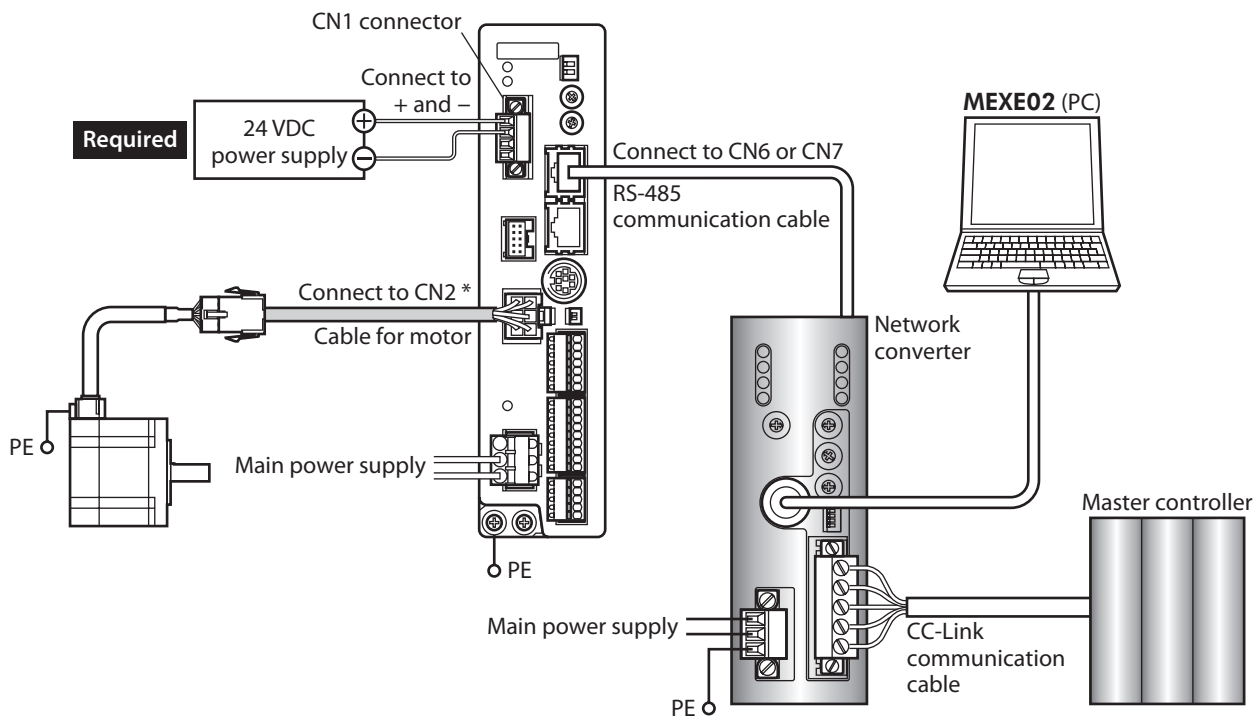 CN1 connector
Connect to
+ and −
Required
24 VDC
power supply
+
−
MEXE02 (PC)
Connect to CN6 or CN7
RS-485
communication cable
Connect to CN2 *
Cable for motor
Network
converter
PE
Main power supply
PE
Master controller
Main power supply
CC-Link
communication
cable
PE